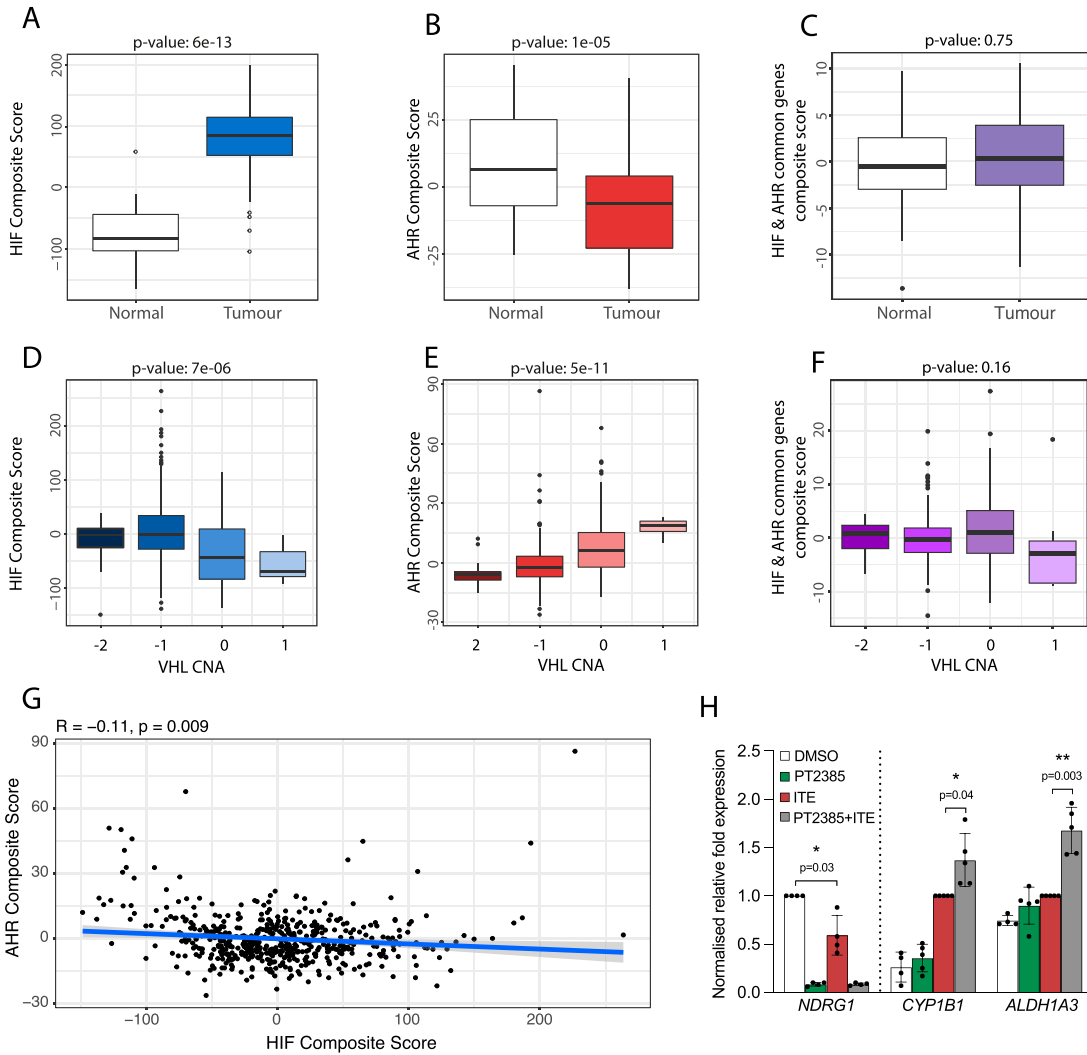 A
p-value: 6e-13
HIF Composite Score
200
100
0
−100
Normal
Tumour
B
p-value: 1e-05
AHR Composite Score
25
0
−25
Normal
Tumour
C
p-value: 0.75
HIF & AHR common genes
composite score
10
5
0
−5
−10
Normal
Tumour
D
p-value: 7e-06
HIF Composite Score
200
100
0
−100
-2
-1
0
1
VHL CNA
E
p-value: 5e-11
AHR Composite Score
90
60
30
0
−30
2
-1
0
1
VHL CNA
F
p-value: 0.16
HIF & AHR common genes
composite score
20
10
0
−10
-2
-1
0
1
VHL CNA
G
R = −0.11, p = 0.009
AHR Composite Score
90
60
30
0
−30
−100
0
100
200
HIF Composite Score
H
Normalised relative fold expression
2.5
2.0
1.5
1.0
0.5
0.0
DMSO
PT2385
ITE
PT2385+ITE
*
p=0.03
*
p=0.04
**
p=0.003
NDRG1
CYP1B1
ALDH1A3